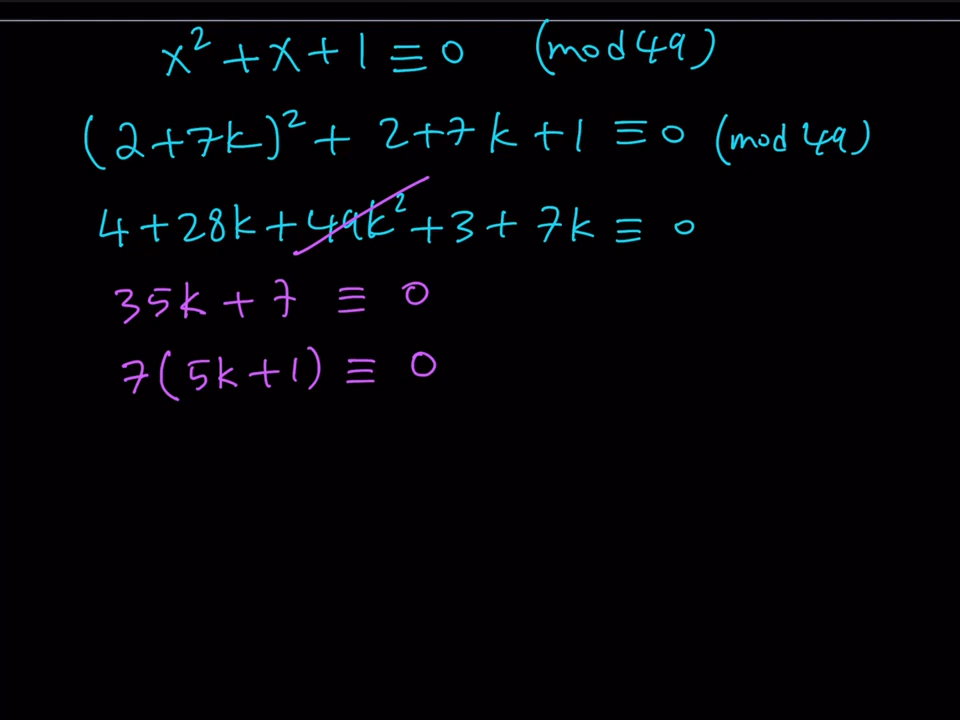 x² + x + 1 ≡ 0 (mod 49)
(2+7k)² + 2+7k+1 ≡ 0 (mod 49)
4+28k+49k²+3+7k ≡ 0
35k + 7 ≡ 0
7(5k+1) ≡ 0